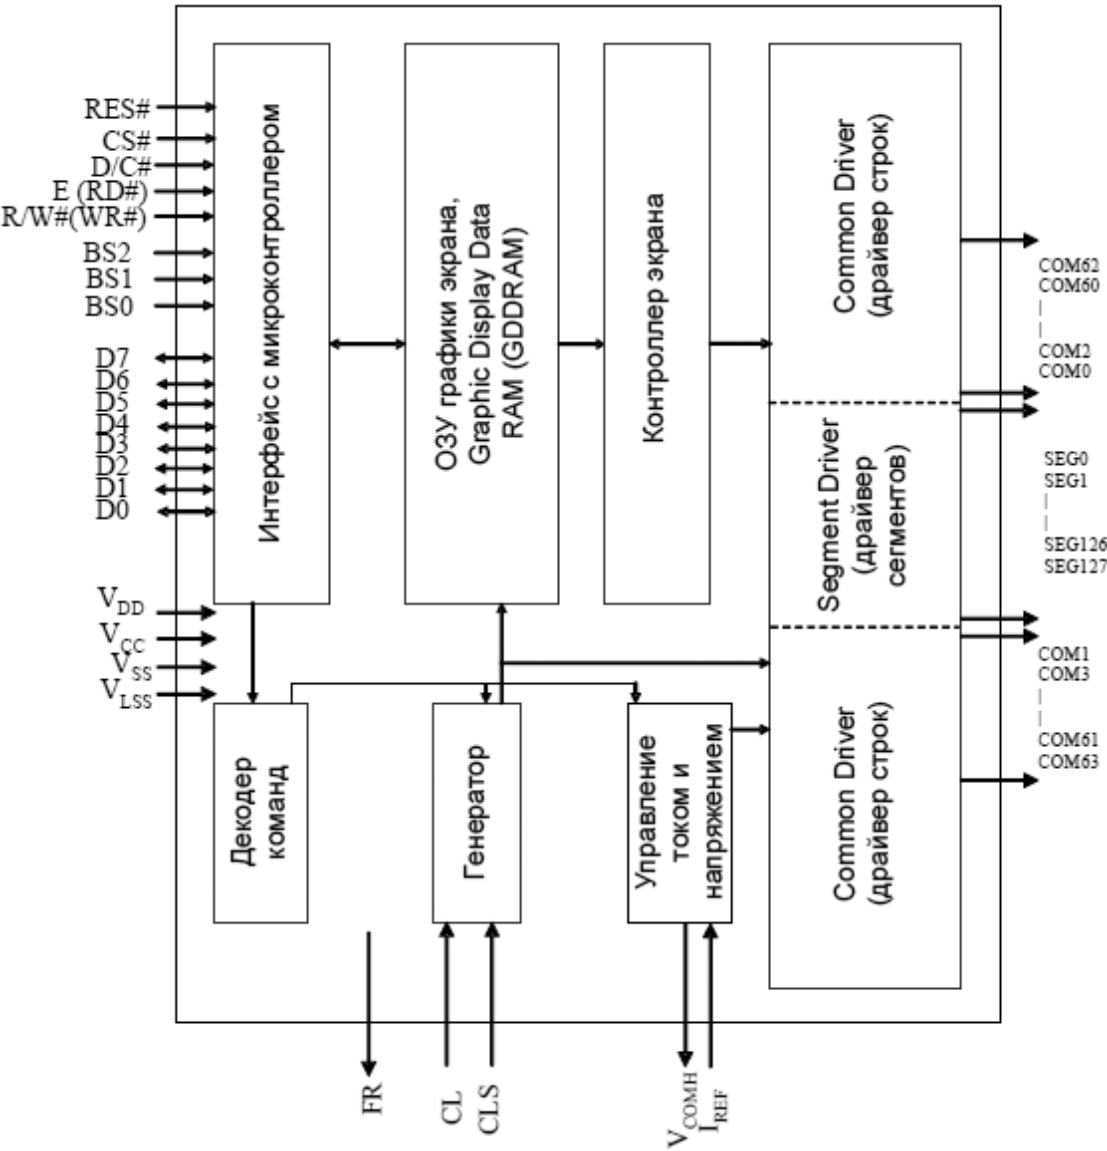 RES#
CS#
D/C#
E (RD#)
R/W#(WR#)
BS2
BS1
BS0
D7
D6
D5
D4
D3
D2
D1
D0
VDD
VCC
VSS
VLSS
Интерфейс с микроконтроллером
ОЗУ графики экрана,
Graphic Display Data
RAM (GDDRAM)
Контроллер экрана
Common Driver
(драйвер строк)
Segment Driver
(драйвер
сегментов)
Common Driver
(драйвер строк)
Декодер
команд
Генератор
Управление
током и
напряжением
COM62
COM60
|
|
COM2
COM0
SEG0
SEG1
|
|
SEG126
SEG127
COM1
COM3
|
|
COM61
COM63
FR
CL
CLS
VCOMH
IREF